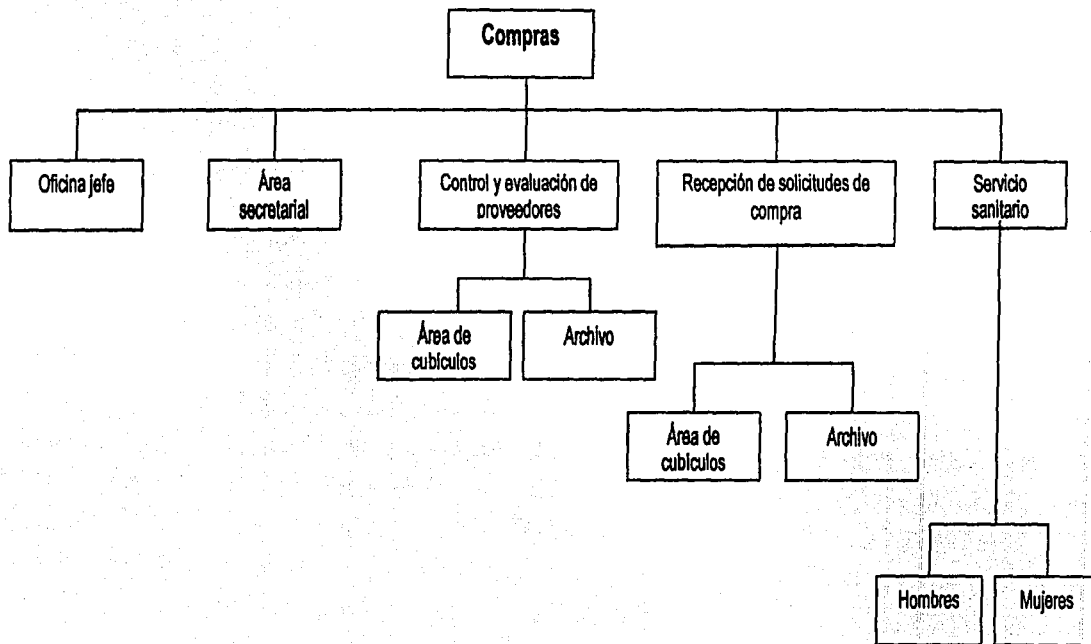 Compras
Oficina jefe
Área
secretarial
Control y evaluación de
proveedores
Recepción de solicitudes de
compra
Servicio
sanitario
Área de
cubículos
Archivo
Área de
cubículos
Archivo
Hombres
Mujeres